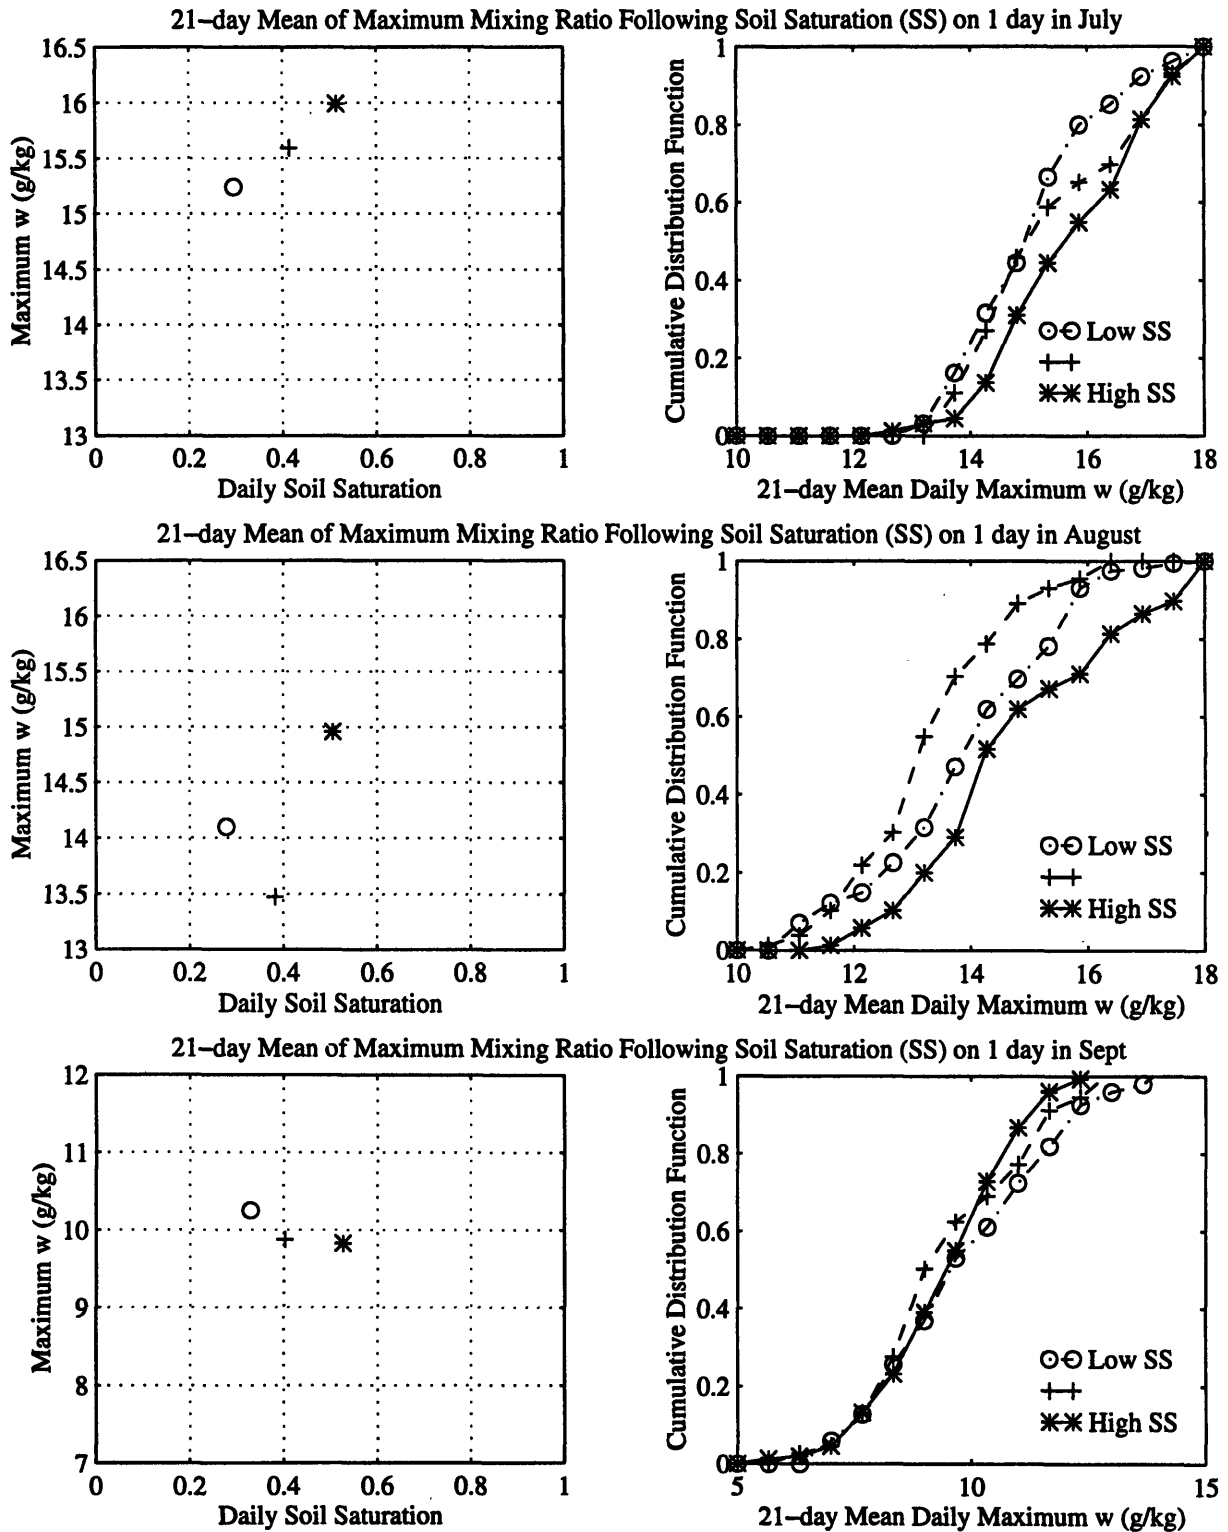 21-day Mean of Maximum Mixing Ratio Following Soil Saturation (SS) on 1 day in July
Maximum w (g/kg)
16.5
16
15.5
15
14.5
14
13.5
13
0 0.2 0.4 0.6 0.8 1
Daily Soil Saturation
Cumulative Distribution Function
1
0.8
0.6
0.4
0.2
0
Low SS
High SS
10 12 14 16 18
21-day Mean Daily Maximum w (g/kg)
21-day Mean of Maximum Mixing Ratio Following Soil Saturation (SS) on 1 day in August
Maximum w (g/kg)
16.5
16
15.5
15
14.5
14
13.5
13
0 0.2 0.4 0.6 0.8 1
Daily Soil Saturation
Cumulative Distribution Function
1
0.8
0.6
0.4
0.2
0
Low SS
High SS
10 12 14 16 18
21-day Mean Daily Maximum w (g/kg)
21-day Mean of Maximum Mixing Ratio Following Soil Saturation (SS) on 1 day in Sept
Maximum w (g/kg)
12
11
10
9
8
7
0 0.2 0.4 0.6 0.8 1
Daily Soil Saturation
Cumulative Distribution Function
1
0.8
0.6
0.4
0.2
0
Low SS
High SS
5 10 15
21-day Mean Daily Maximum w (g/kg)